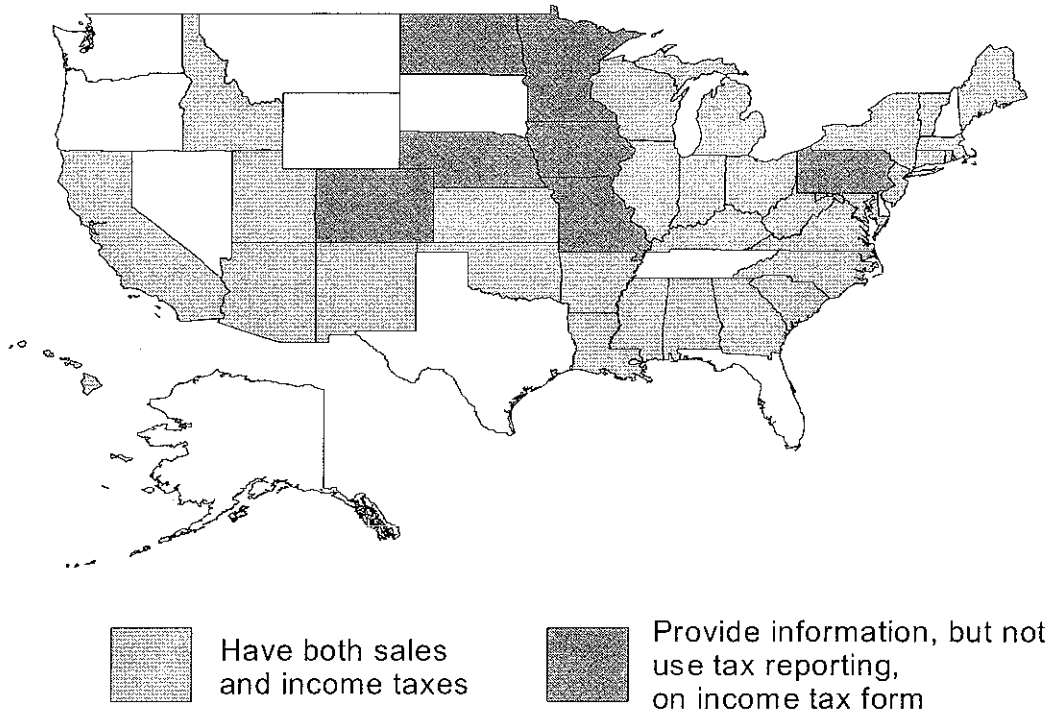 Have both sales
and income taxes
Provide information, but not
use tax reporting,
on income tax form